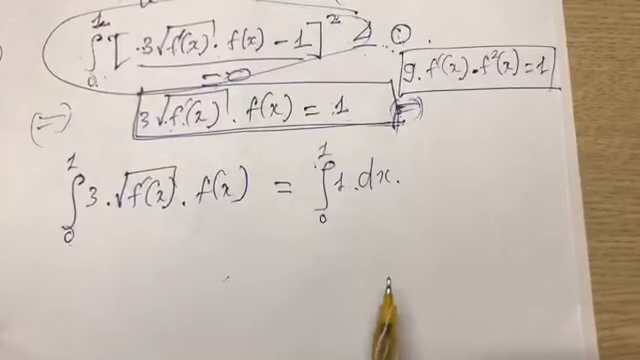 ∫₀¹ [3√f'(x) . f(x) - 1]² ≤ 0.
= 0
9. f'(x) . f²(x) = 1
(=) 3√f'(x) . f(x) = 1 (=)
∫₀¹ 3 . √f'(x) . f(x) = ∫₀¹ 1 . dx.